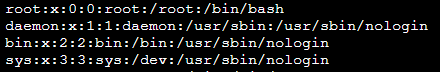 root:x:0:0:root:/root:/bin/bash
daemon:x:1:1:daemon:/usr/sbin:/usr/sbin/nologin
bin:x:2:2:bin:/bin:/usr/sbin/nologin
sys:x:3:3:sys:/dev:/usr/sbin/nologin